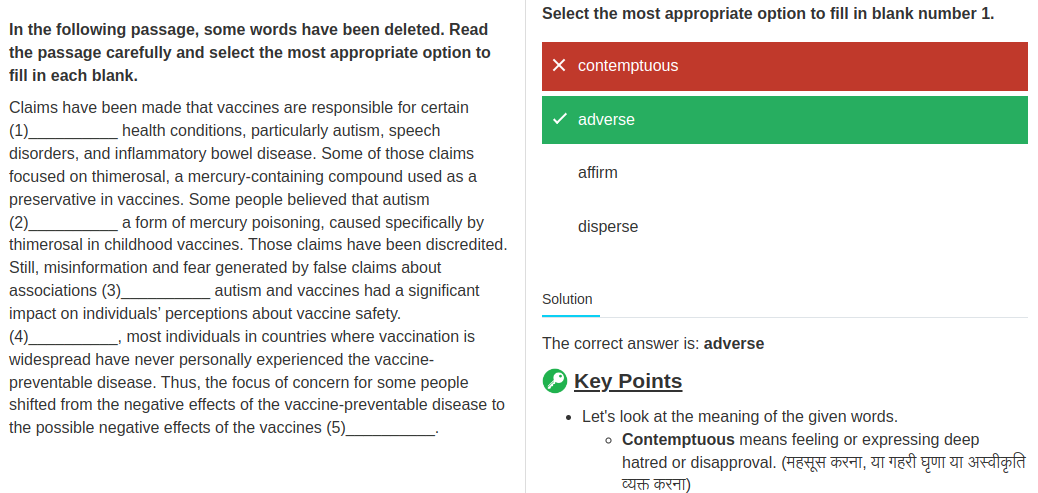 In the following passage, some words have been deleted. Read
the passage carefully and select the most appropriate option to
fill in each blank.
Claims have been made that vaccines are responsible for certain
(1)__________ health conditions, particularly autism, speech
disorders, and inflammatory bowel disease. Some of those claims
focused on thimerosal, a mercury-containing compound used as a
preservative in vaccines. Some people believed that autism
(2)__________ a form of mercury poisoning, caused specifically by
thimerosal in childhood vaccines. Those claims have been discredited.
Still, misinformation and fear generated by false claims about
associations (3)__________ autism and vaccines had a significant
impact on individuals’ perceptions about vaccine safety.
(4)__________, most individuals in countries where vaccination is
widespread have never personally experienced the vaccine-
preventable disease. Thus, the focus of concern for some people
shifted from the negative effects of the vaccine-preventable disease to
the possible negative effects of the vaccines (5)__________.
Select the most appropriate option to fill in blank number 1.
contemptuous
adverse
affirm
disperse
Solution
The correct answer is: adverse
Key Points
• Let's look at the meaning of the given words.
◦ Contemptuous means feeling or expressing deep
hatred or disapproval. (महसूस करना, या गहरी घृणा या अस्वीकृति
व्यक्त करना)